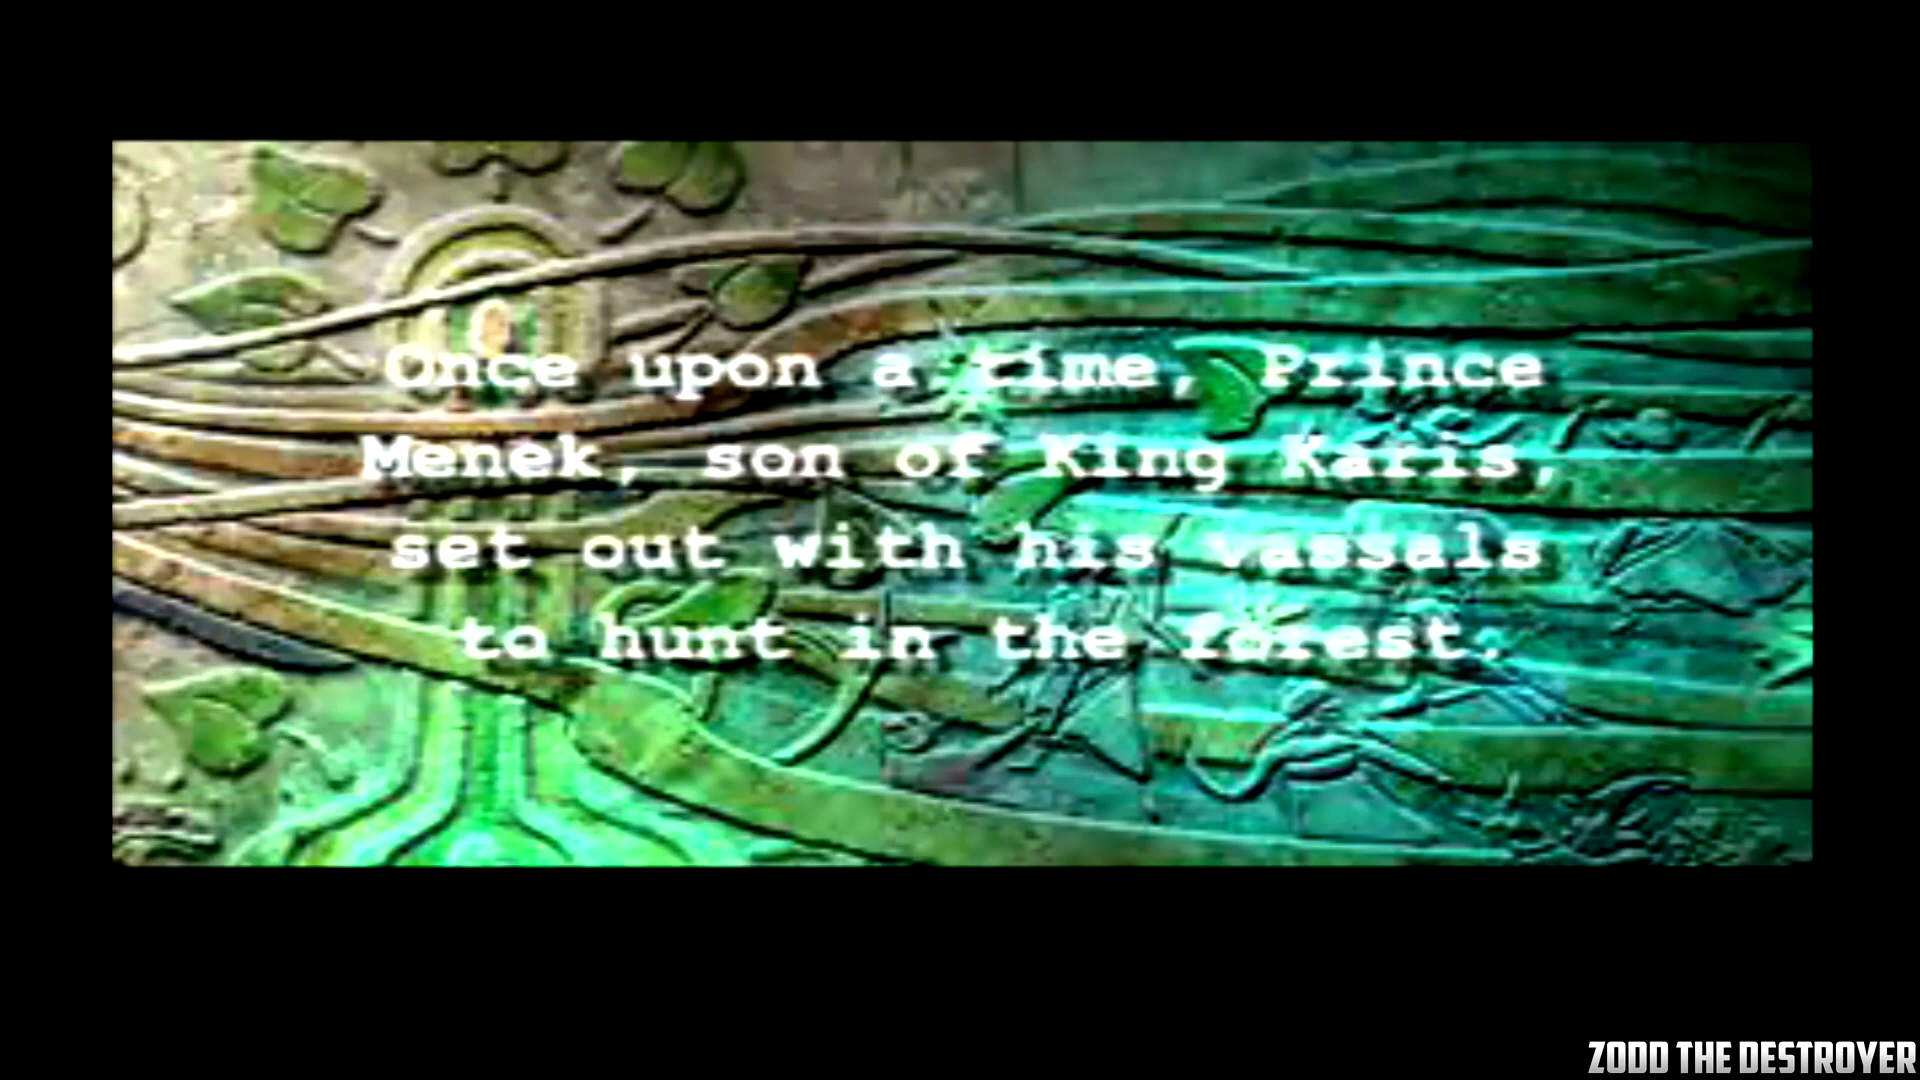 Once upon a time, Prince
Menek, son of King Karis,
set out with his vassals
to hunt in the forest.
ZODD THE DESTROYER